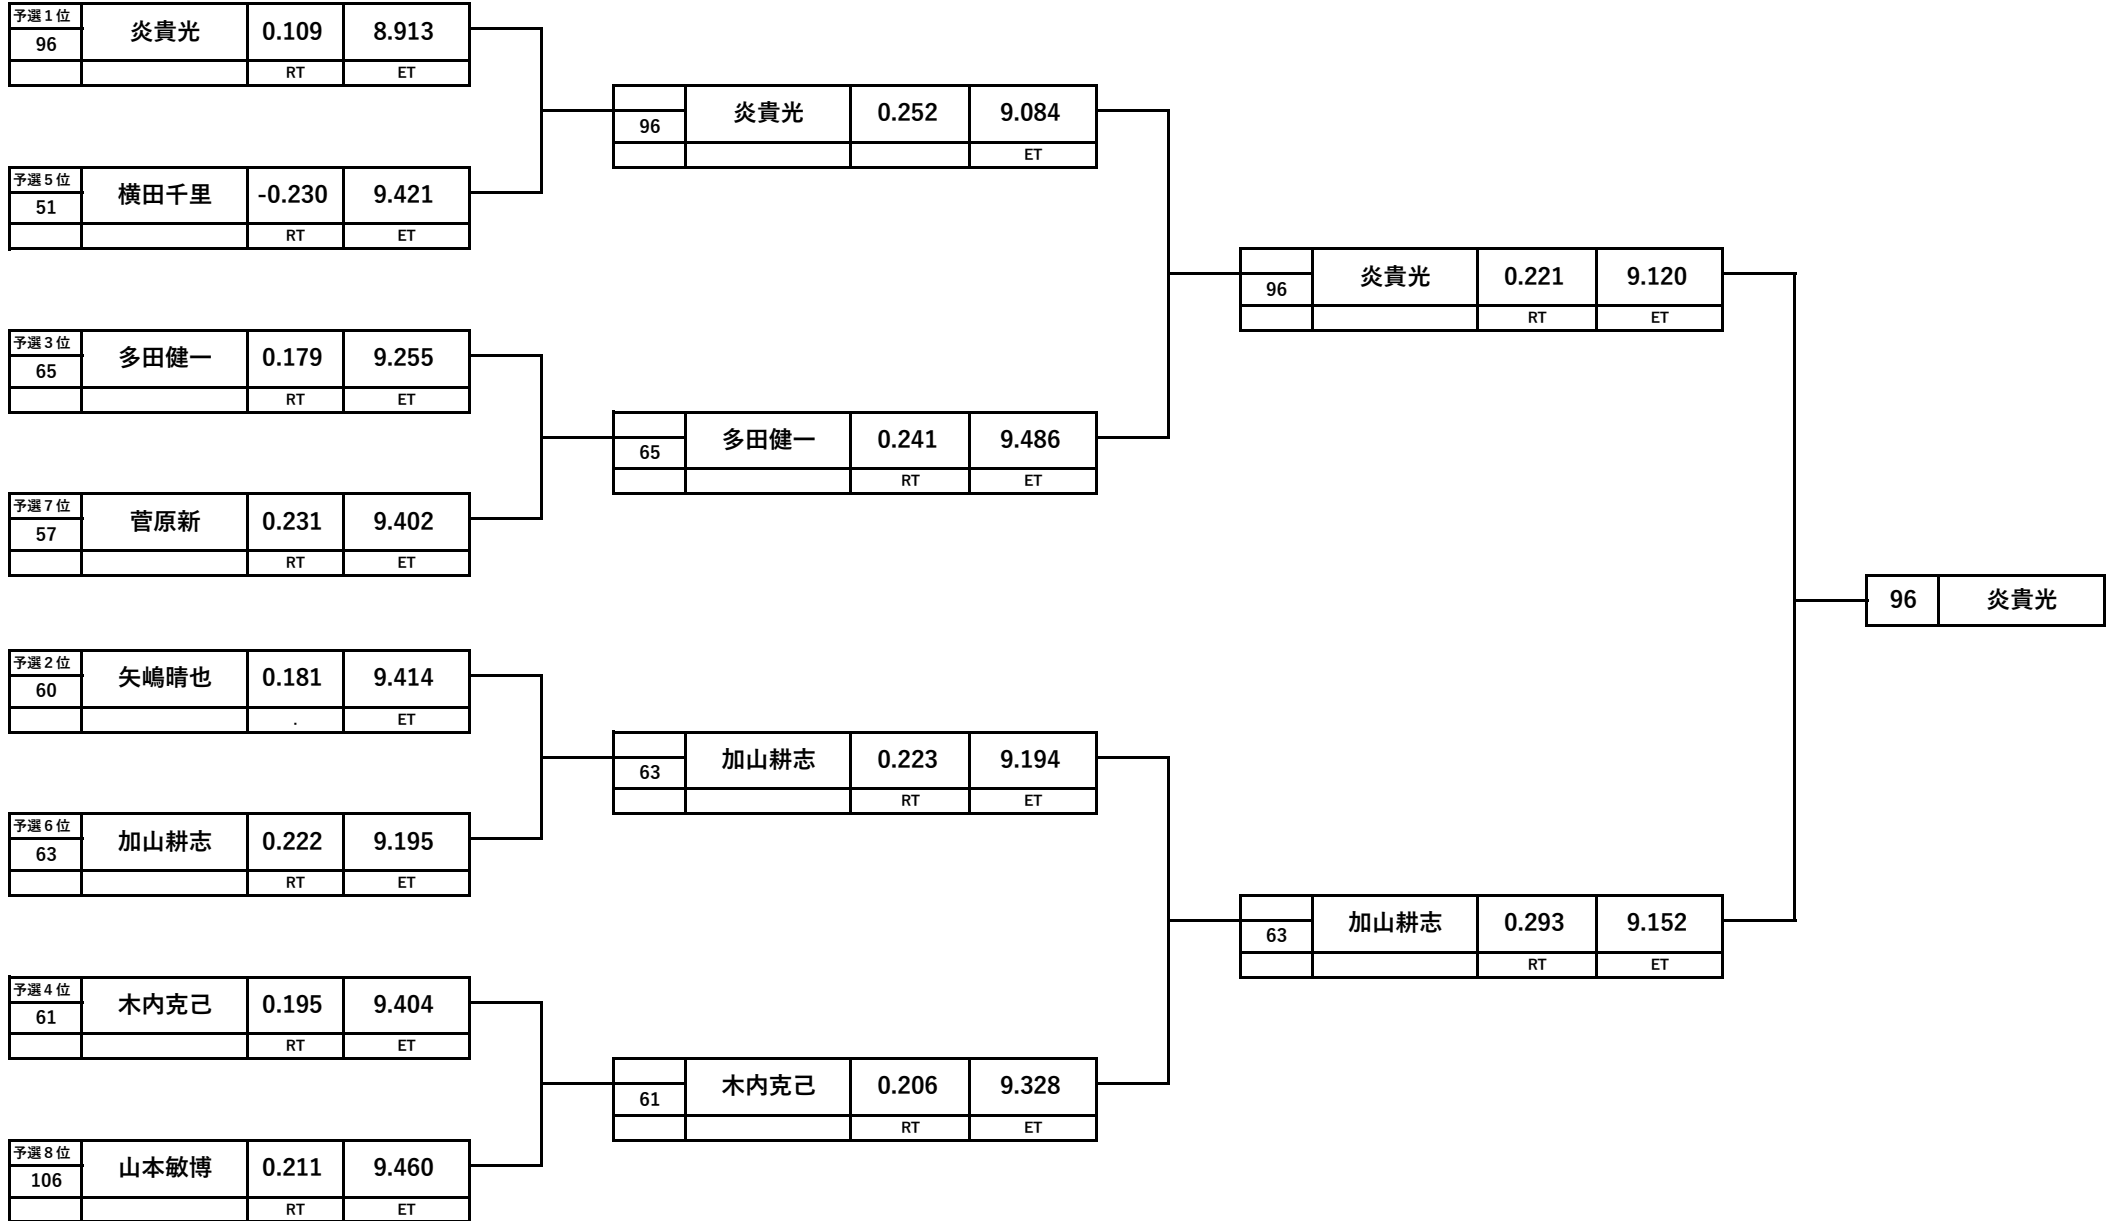 予選1位
96
炎貴光
0.109
8.913
RT
ET
予選5位
51
横田千里
-0.230
9.421
RT
ET
予選3位
65
多田健一
0.179
9.255
RT
ET
予選7位
57
菅原新
0.231
9.402
RT
ET
予選2位
60
矢嶋晴也
0.181
9.414
.
ET
予選6位
63
加山耕志
0.222
9.195
RT
ET
予選4位
61
木内克己
0.195
9.404
RT
ET
予選8位
106
山本敏博
0.211
9.460
RT
ET
96
炎貴光
0.252
9.084
ET
65
多田健一
0.241
9.486
RT
ET
63
加山耕志
0.223
9.194
RT
ET
61
木内克己
0.206
9.328
RT
ET
96
炎貴光
0.221
9.120
RT
ET
63
加山耕志
0.293
9.152
RT
ET
96
炎貴光